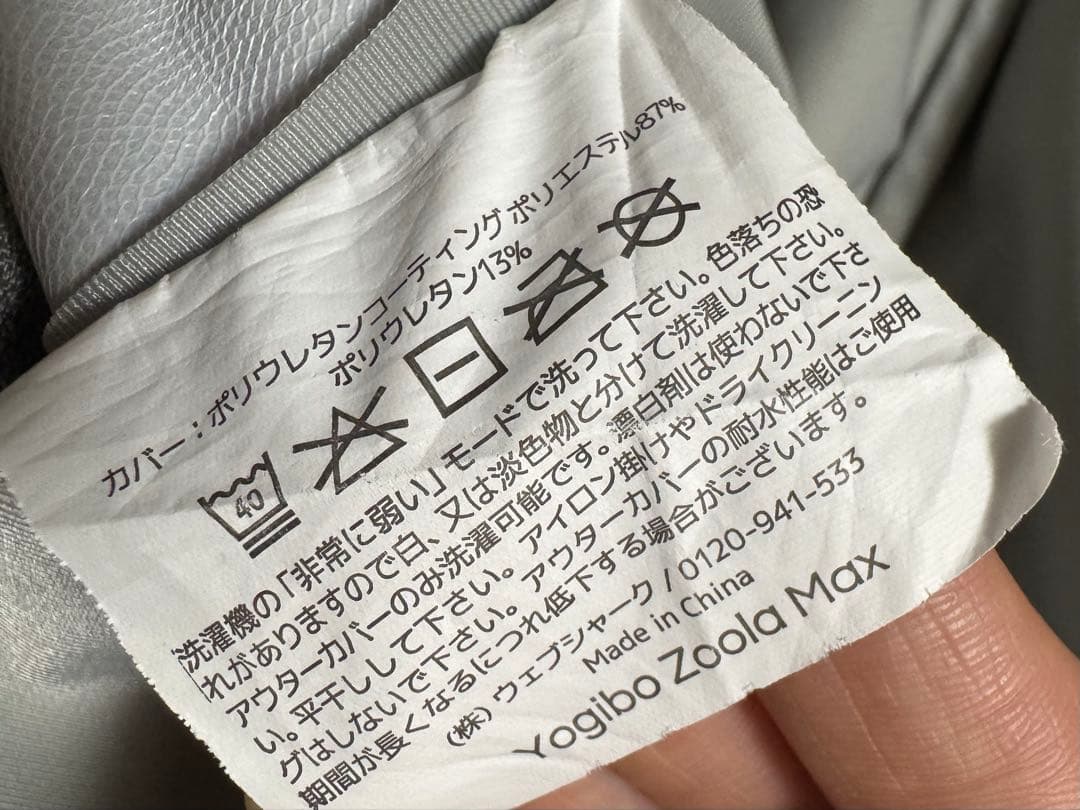 カバー：ポリウレタンコーティングポリエステル87%
ポリウレタン13%
40
洗濯機の「非常に弱い」モードで洗って下さい。色落ちの恐
れがありますので白、又は淡色物と分けて洗濯して下さい。
アウターカバーのみ洗濯可能です。漂白剤は使わないで下さ
い。平干しして下さい。アイロン掛けやドライクリーニン
グはしないで下さい。アウターカバーの耐水性能はご使用
期間が長くなるにつれ低下する場合がございます。
(株) ウェブシャーク / 0120-941-533
Made in China
Yogibo Zoola Max